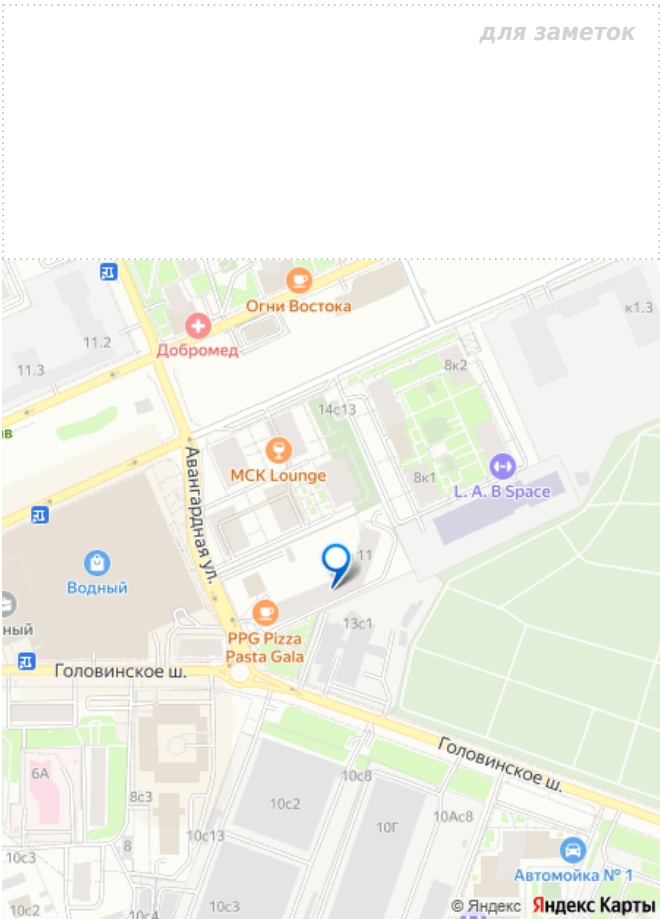 для заметок
Огни Востока
к1.3
11.2
Добромед
11.3
8к2
14с13
ів
MCK Lounge
8к1
L. A. B Space
Авангардная ул.
11
Водный
PPG Pizza
Pasta Gala
13с1
ный
Головинское ш.
Головинское ш.
6А
10с8
8с3
10с2
10Г
10Ас8
10с13
8
10с3
Автомойка № 1
10с4
10с3
© Яндекс
Яндекс Карты